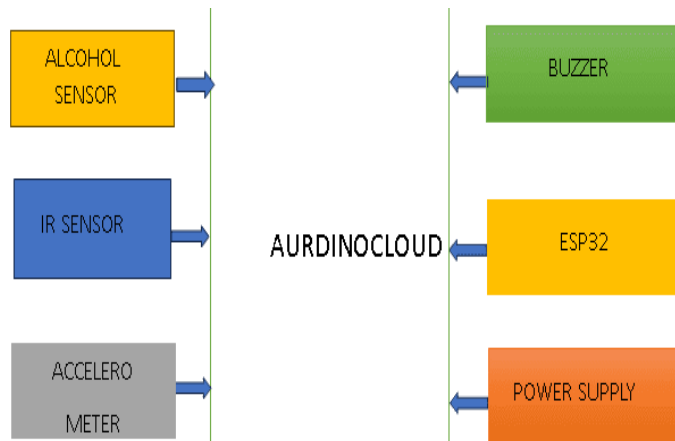 ALCOHOL
SENSOR
IR SENSOR
ACCELERO
METER
AURDINOCLOUD
BUZZER
ESP32
POWER SUPPLY